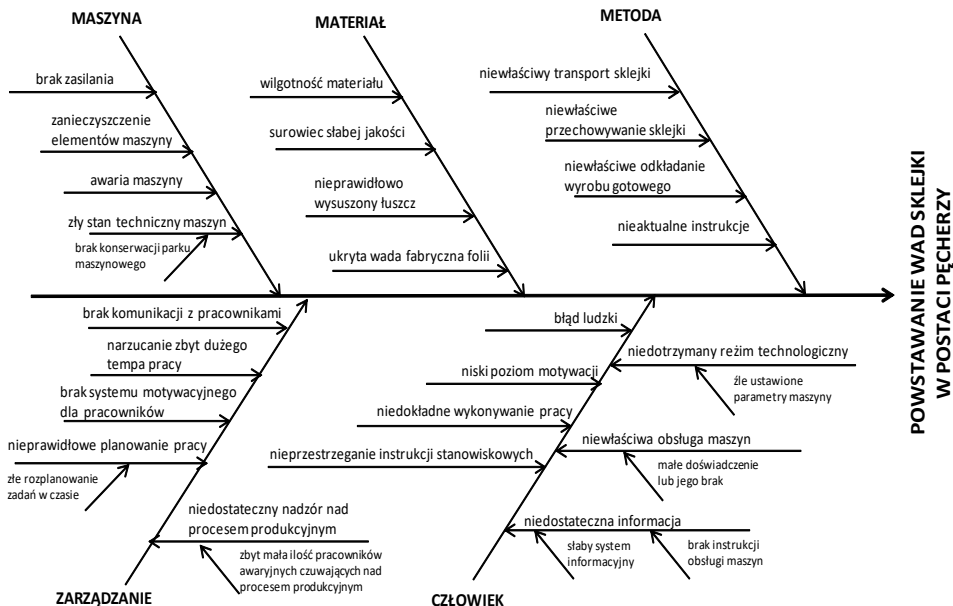 MASZYNA
brak zasilania
zanieczyszczenie
elementów maszyny
awaria maszyny
zły stan techniczny maszyn
brak konserwacji parku
maszynowego
MATERIAŁ
wilgotność materiału
surowiec słabej jakości
nieprawidłowo
wysuszony łuszcz
ukryta wada fabryczna folii
METODA
niewłaściwy transport sklejki
niewłaściwe
przechowywanie sklejki
niewłaściwe odkładanie
wyrobu gotowego
nieaktualne instrukcje
POWSTAWANIE WAD SKLEJKI
W POSTACI PĘCHERZY
brak komunikacji z pracownikami
narzucanie zbyt dużego
tempa pracy
brak systemu motywacyjnego
dla pracowników
nieprawidłowe planowanie pracy
złe rozplanowanie
zadań w czasie
niedostateczny nadzór nad
procesem produkcyjnym
zbyt mała ilość pracowników
awaryjnych czuwających nad
procesem produkcyjnym
ZARZĄDZANIE
błąd ludzki
niski poziom motywacji
niedokładne wykonywanie pracy
nieprzestrzeganie instrukcji stanowiskowych
niedotrzymany reżim technologiczny
źle ustawione
parametry maszyny
niewłaściwa obsługa maszyn
małe doświadczenie
lub jego brak
niedostateczna informacja
słaby system
informacyjny
brak instrukcji
obsługi maszyn
CZŁOWIEK